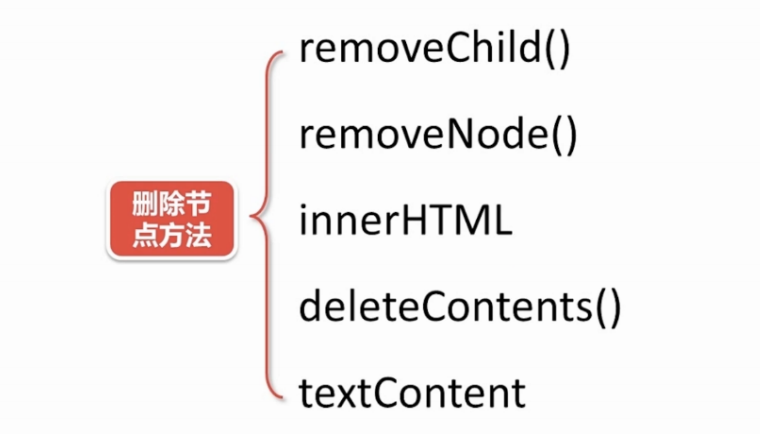 删除节
点方法
removeChild()
removeNode()
innerHTML
deleteContents()
textContent